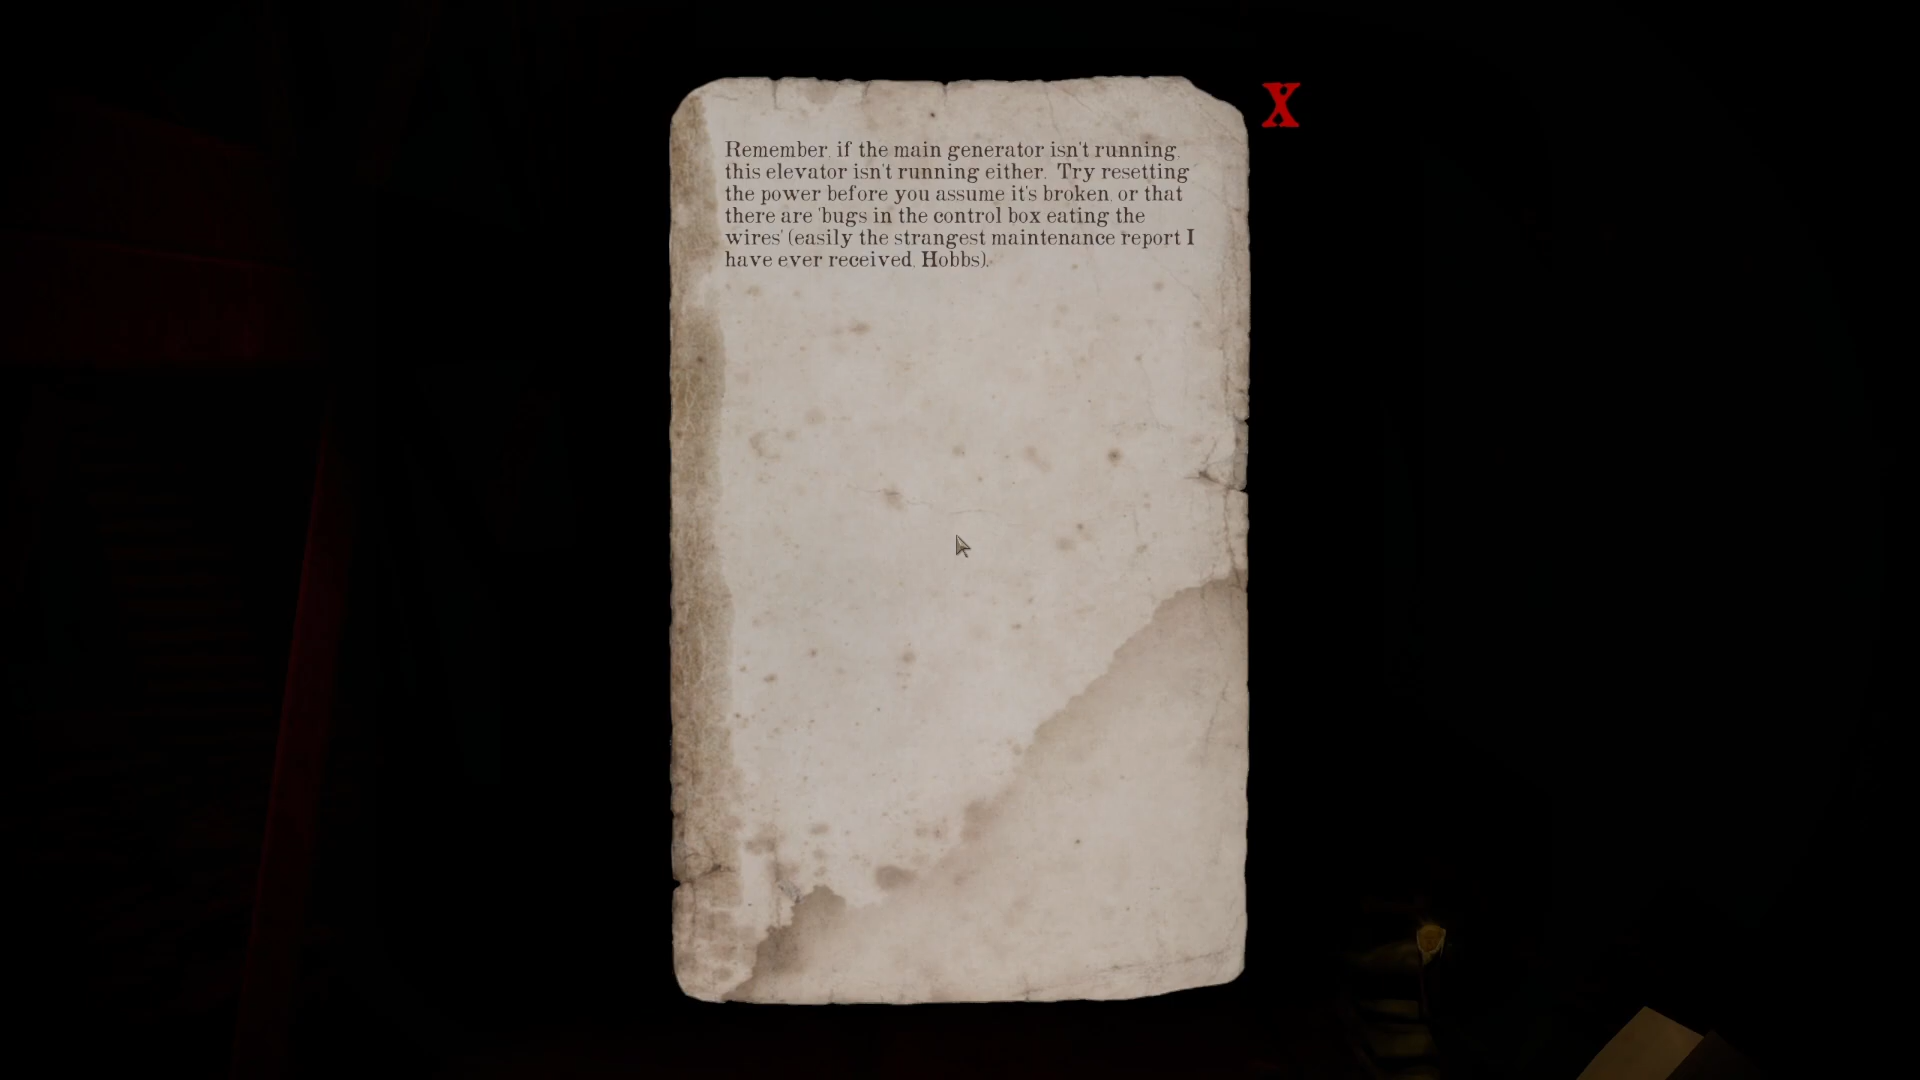 Remember, if the main generator isn't running,
this elevator isn't running either.  Try resetting
the power before you assume it's broken, or that
there are 'bugs in the control box eating the
wires' (easily the strangest maintenance report I
have ever received, Hobbs).
X